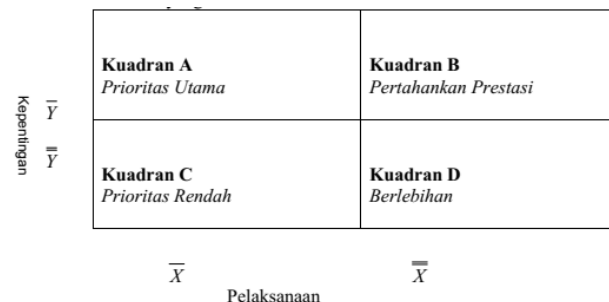 Kuadran A
Prioritas Utama
Kuadran B
Pertahankan Prestasi
Kepentingan
Y̅
Y̿
Kuadran C
Prioritas Rendah
Kuadran D
Berlebihan
X̅
X̿
Pelaksanaan